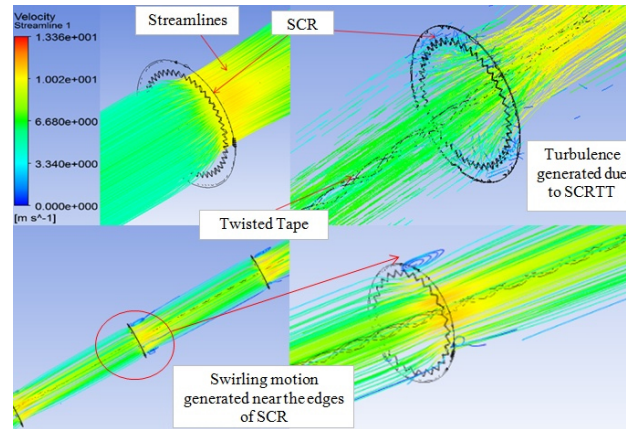 Velocity
Streamline 1
1.336e+001
1.002e+001
6.680e+000
3.340e+000
0.000e+000
[m s^-1]
Streamlines
SCR
Turbulence
generated due
to SCRTT
Twisted Tape
Swirling motion
generated near the edges
of SCR